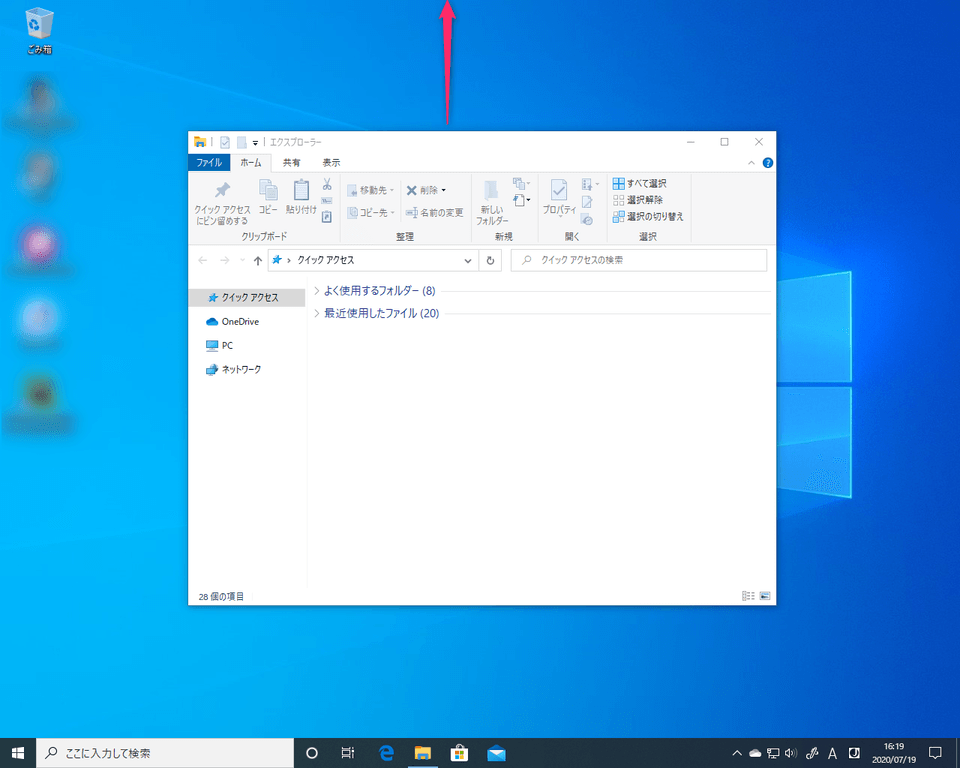 ごみ箱
エクスプローラー
ファイル ホーム 共有 表示
クイック アクセス
にピン留めする
コピー
貼り付け
クリップボード
移動先
コピー先
削除
名前の変更
整理
新しい
フォルダー
新規
プロパティ
開く
すべて選択
選択解除
選択の切り替え
選択
クイック アクセス
クイック アクセスの検索
クイック アクセス
OneDrive
PC
ネットワーク
よく使用するフォルダー (8)
最近使用したファイル (20)
28 個の項目
ここに入力して検索
A
16:19
2020/07/19